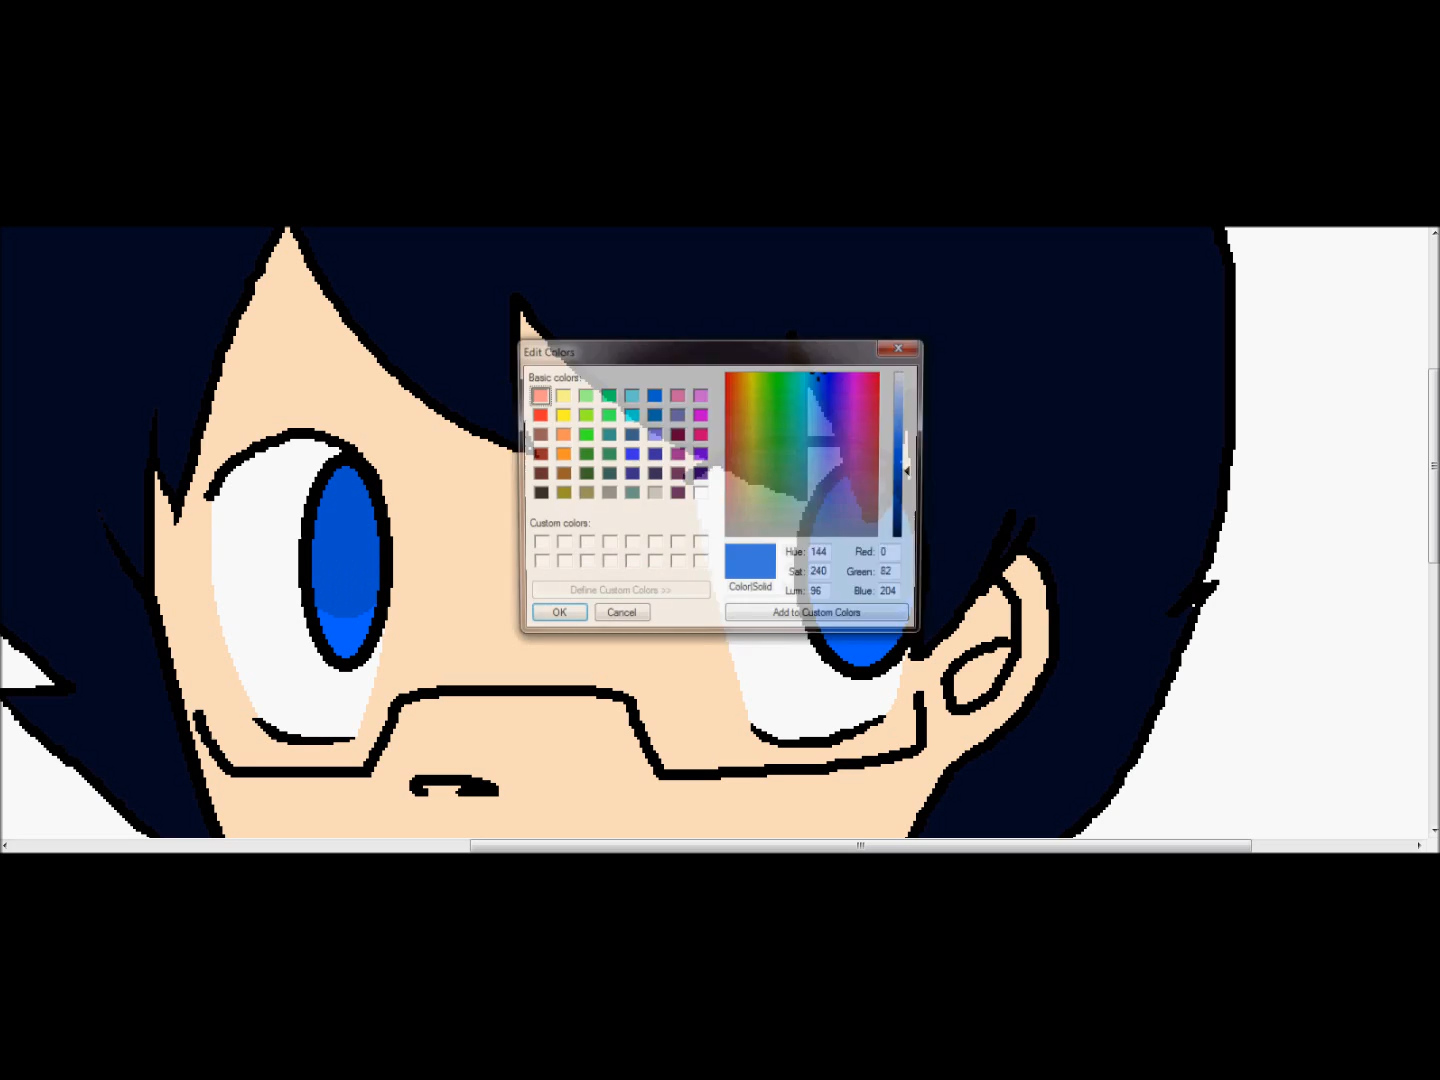 Edit Colors
Basic colors:
Custom colors:
Define Custom Colors >>
OK
Cancel
Color|Solid
Hue: 144
Sat: 240
Lum: 96
Red: 0
Green: 82
Blue: 204
Add to Custom Colors